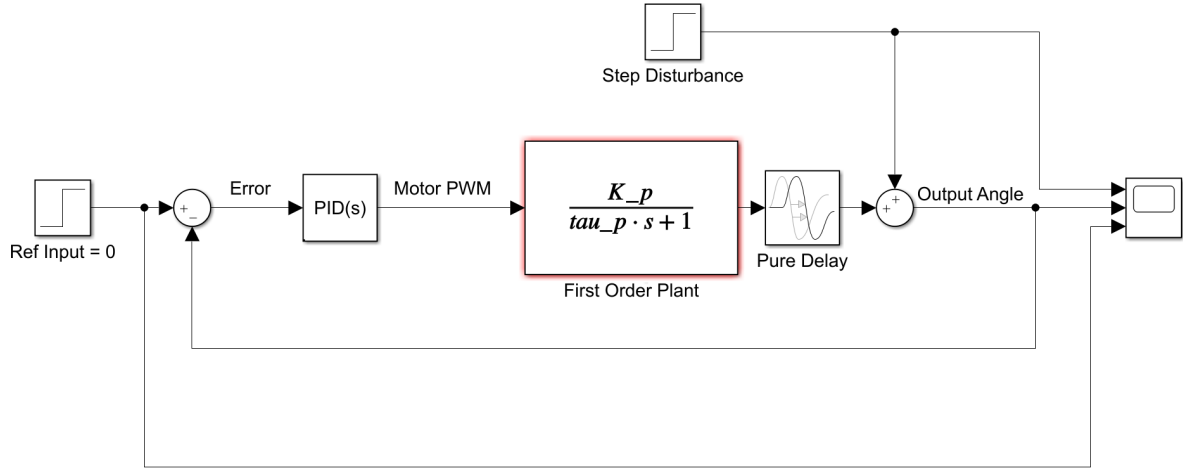 Step Disturbance
Error
Motor PWM
Output Angle
+
−
PID(s)
K_p
tau_p · s + 1
+
+
Ref Input = 0
Pure Delay
First Order Plant